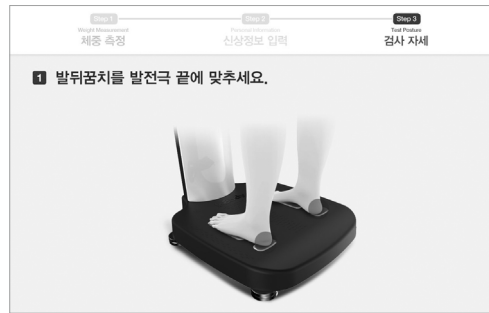 Step 1
Weight Measurement
체중 측정
Step 2
Personal Information
신상정보 입력
Step 3
Test Posture
검사 자세
1 발뒤꿈치를 발전극 끝에 맞추세요.